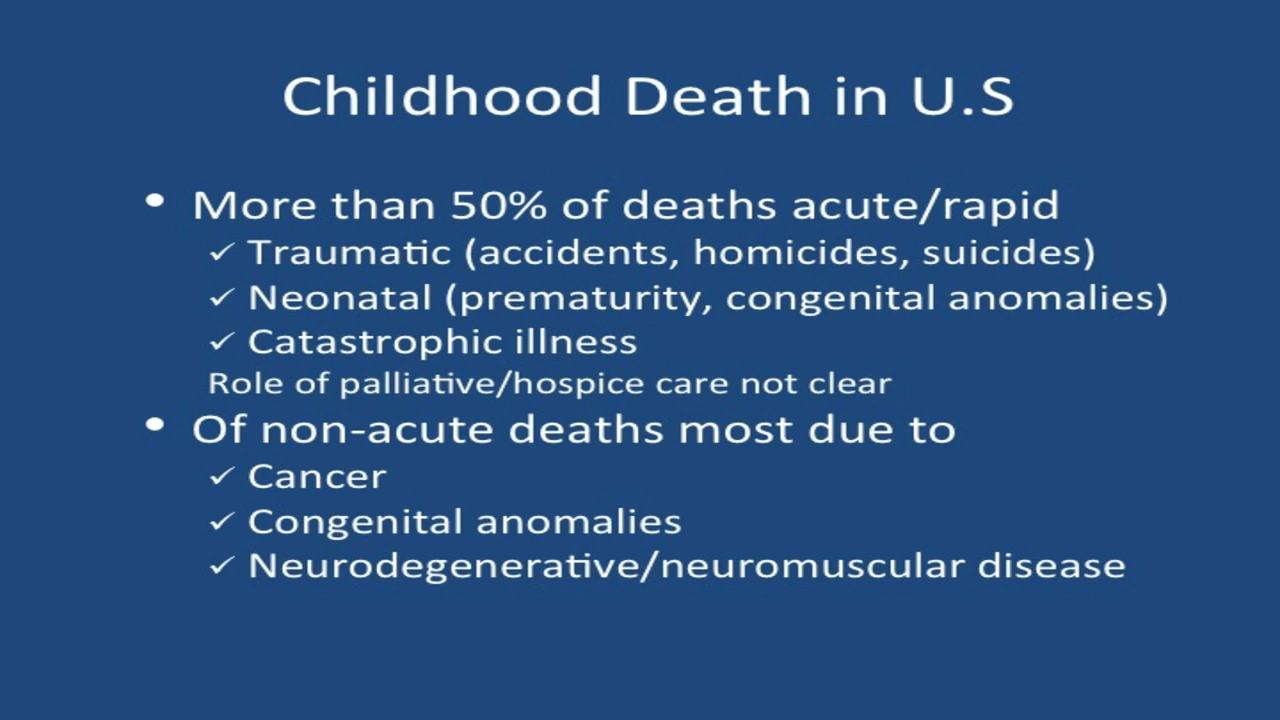 Childhood Death in U.S
• More than 50% of deaths acute/rapid
✓ Traumatic (accidents, homicides, suicides)
✓ Neonatal (prematurity, congenital anomalies)
✓ Catastrophic illness
Role of palliative/hospice care not clear
• Of non-acute deaths most due to
✓ Cancer
✓ Congenital anomalies
✓ Neurodegenerative/neuromuscular disease